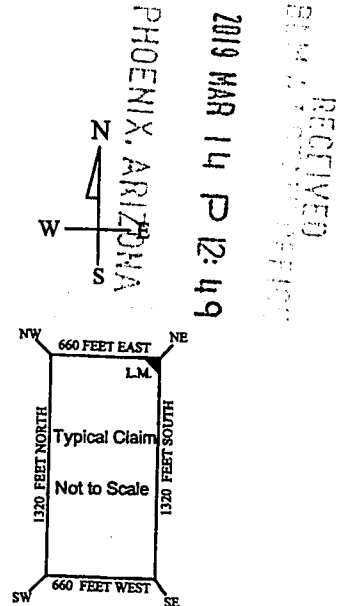 RECEIVED
2019 MAR 14 P 12:49
PHOENIX, ARIZONA
N
W E
S
NW 660 FEET EAST NE
L.M.
1320 FEET NORTH
Typical Claim
Not to Scale
1320 FEET SOUTH
SW 660 FEET WEST SE